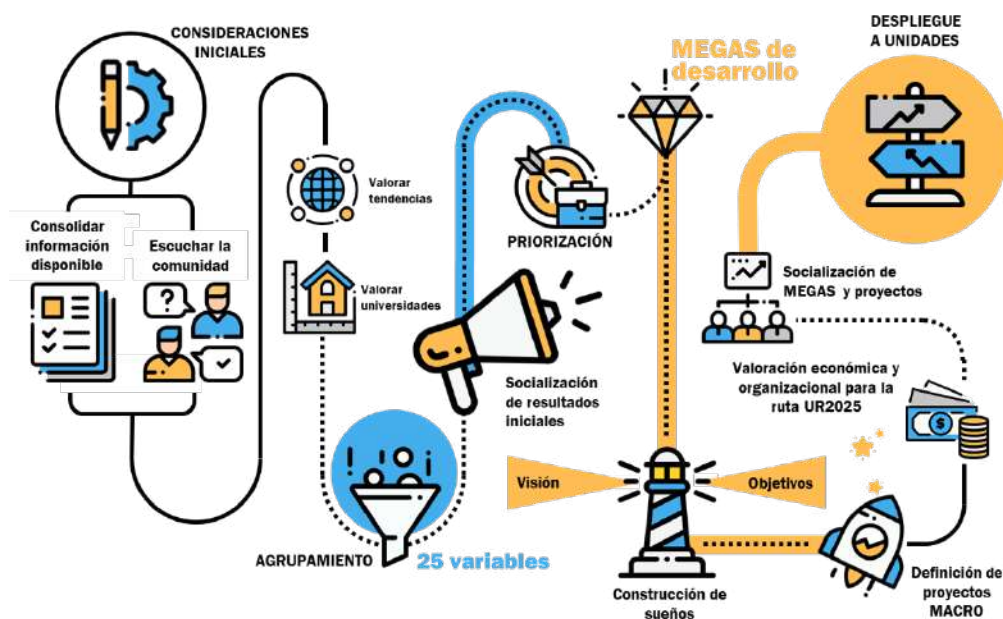 CONSIDERACIONES
INICIALES
Consolidar
información
disponible
Escuchar la
comunidad
Valorar
tendencias
Valorar
universidades
AGRUPAMIENTO
25 variables
Socialización
de resultados
iniciales
PRIORIZACIÓN
MEGAS de
desarrollo
Visión
Objetivos
Construcción de
sueños
Definición de
proyectos
MACRO
Valoración económica y
organizacional para la
ruta UR2025
$
Socialización de
MEGAS y proyectos
DESPLIEGUE
A UNIDADES